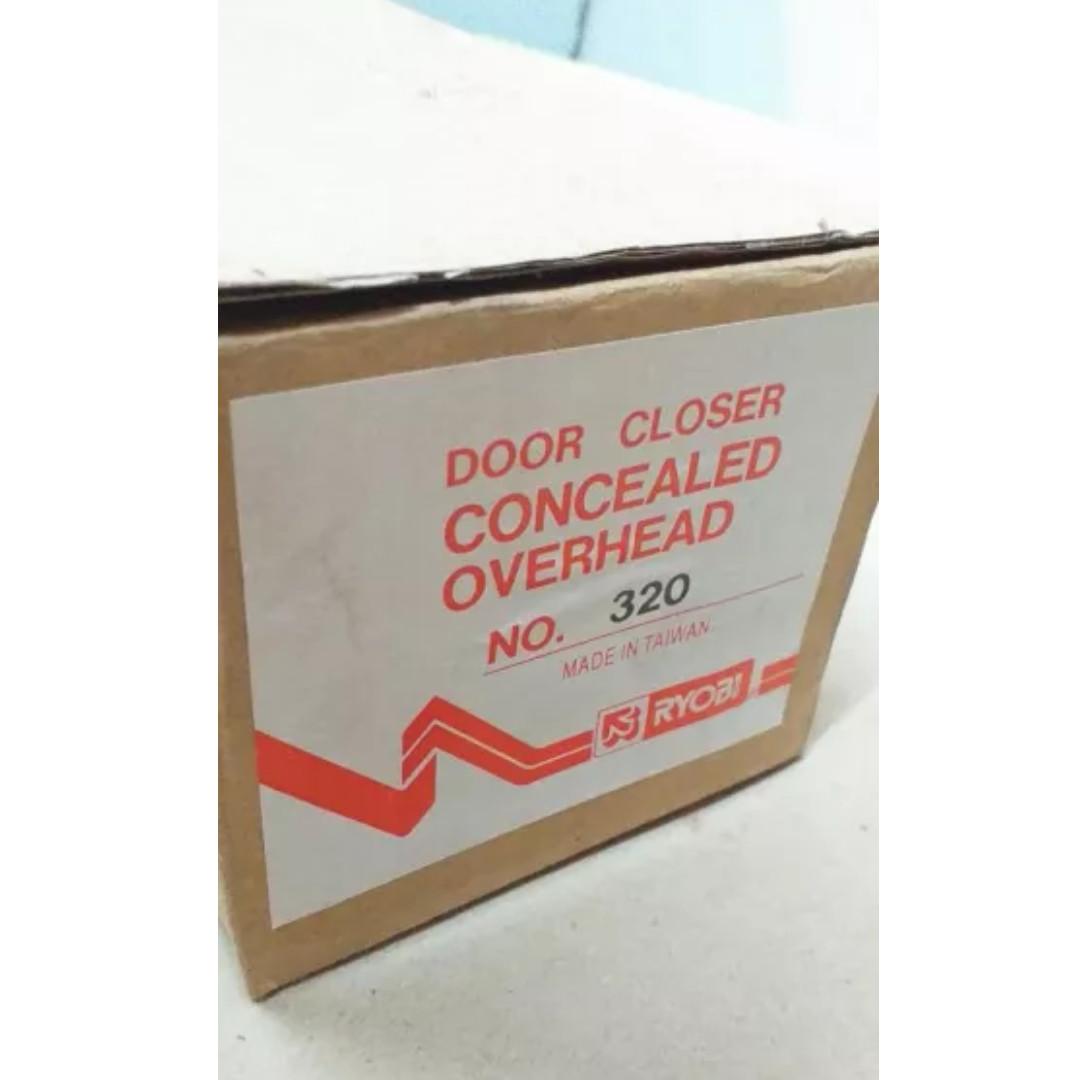 DOOR CLOSER
CONCEALED
OVERHEAD
NO. 320
MADE IN TAIWAN
RYOBI